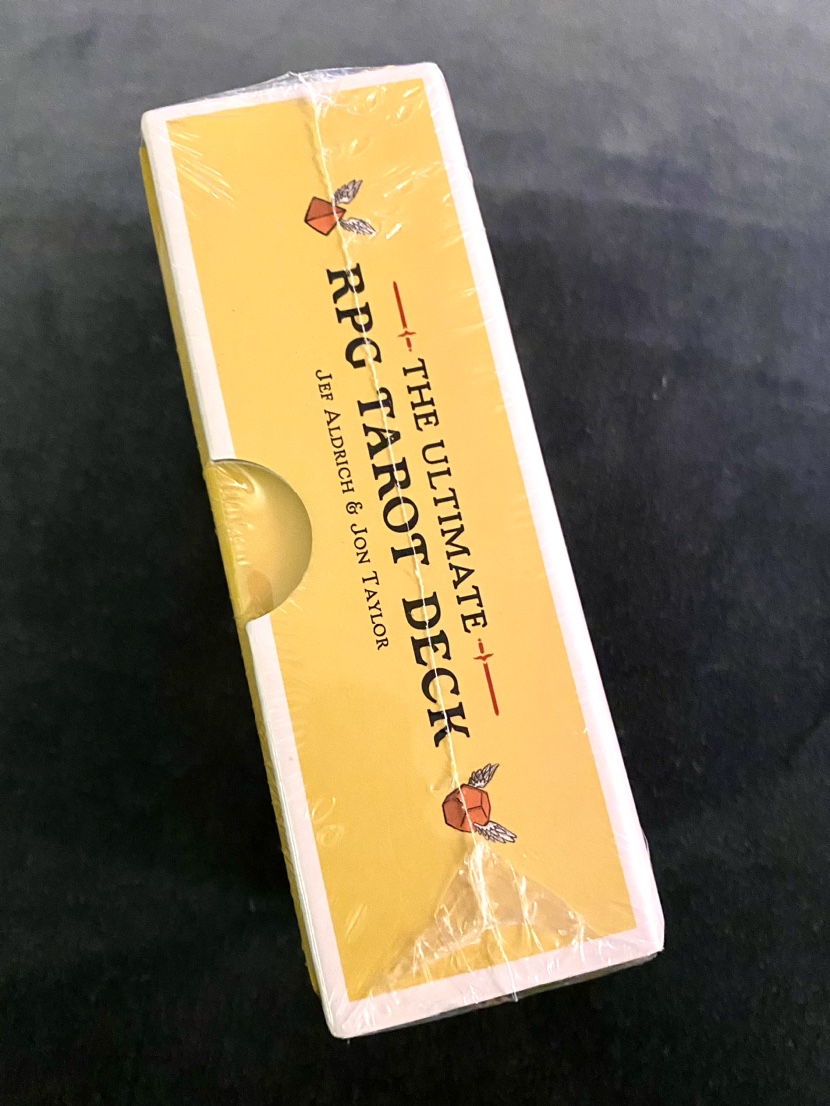 THE ULTIMATE
RPG TAROT DECK
JEF ALDRICH & JON TAYLOR